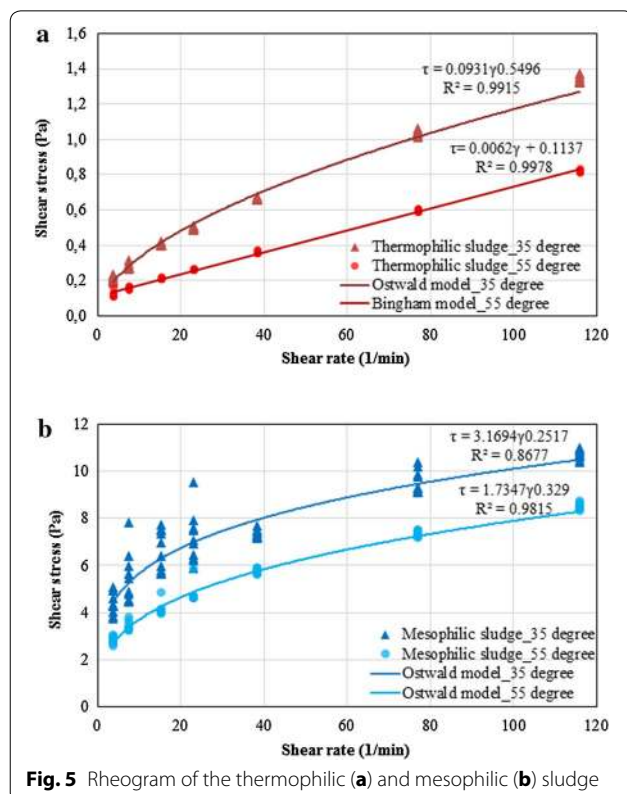 a
1,6
τ = 0.0931γ0.5496
R² = 0.9915
1,4
1,2
τ= 0.0062γ + 0.1137
R² = 0.9978
1,0
0,8
0,6
0,4
0,2
0,0
Shear stress (Pa)
Thermophilic sludge_35 degree
Thermophilic sludge_55 degree
Ostwald model_35 degree
Bingham model_55 degree
0 20 40 60 80 100 120
Shear rate (1/min)
b
12
τ = 3.1694γ0.2517
R² = 0.8677
10
τ = 1.7347γ0.329
R² = 0.9815
8
6
4
2
0
Shear stress (Pa)
Mesophilic sludge_35 degree
Mesophilic sludge_55 degree
Ostwald model_35 degree
Ostwald model_55 degree
0 20 40 60 80 100 120
Shear rate (1/min)
Fig. 5 Rheogram of the thermophilic (a) and mesophilic (b) sludge